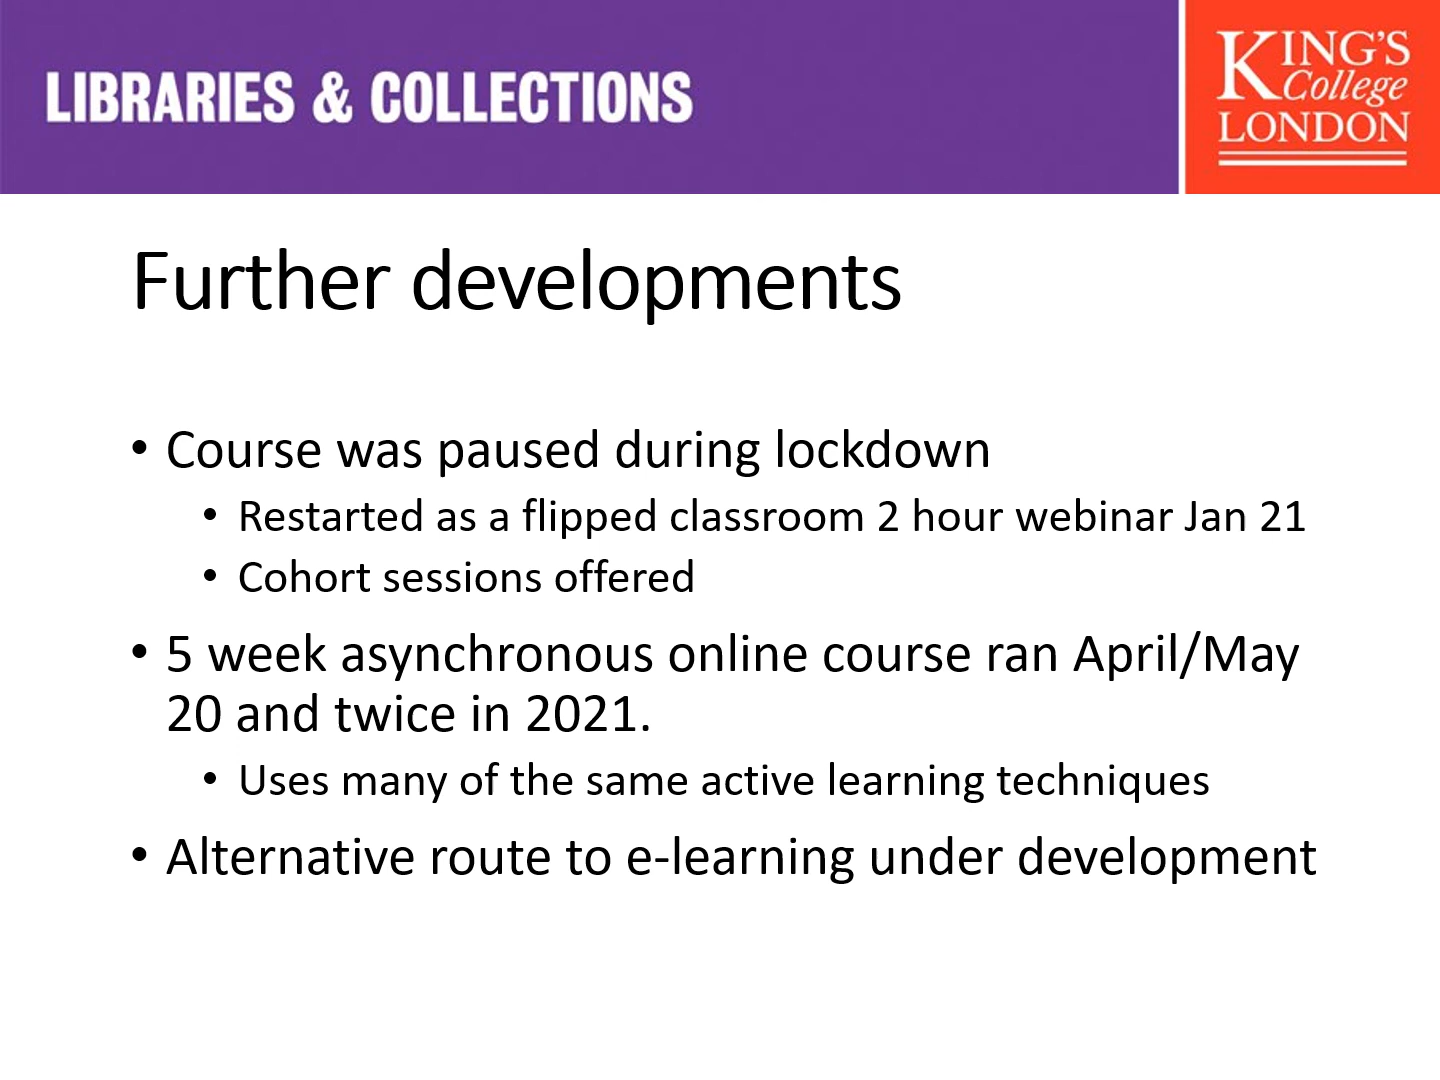 LIBRARIES & COLLECTIONS
KING'S
College
LONDON
Further developments
• Course was paused during lockdown
• Restarted as a flipped classroom 2 hour webinar Jan 21
• Cohort sessions offered
• 5 week asynchronous online course ran April/May
20 and twice in 2021.
• Uses many of the same active learning techniques
• Alternative route to e-learning under development